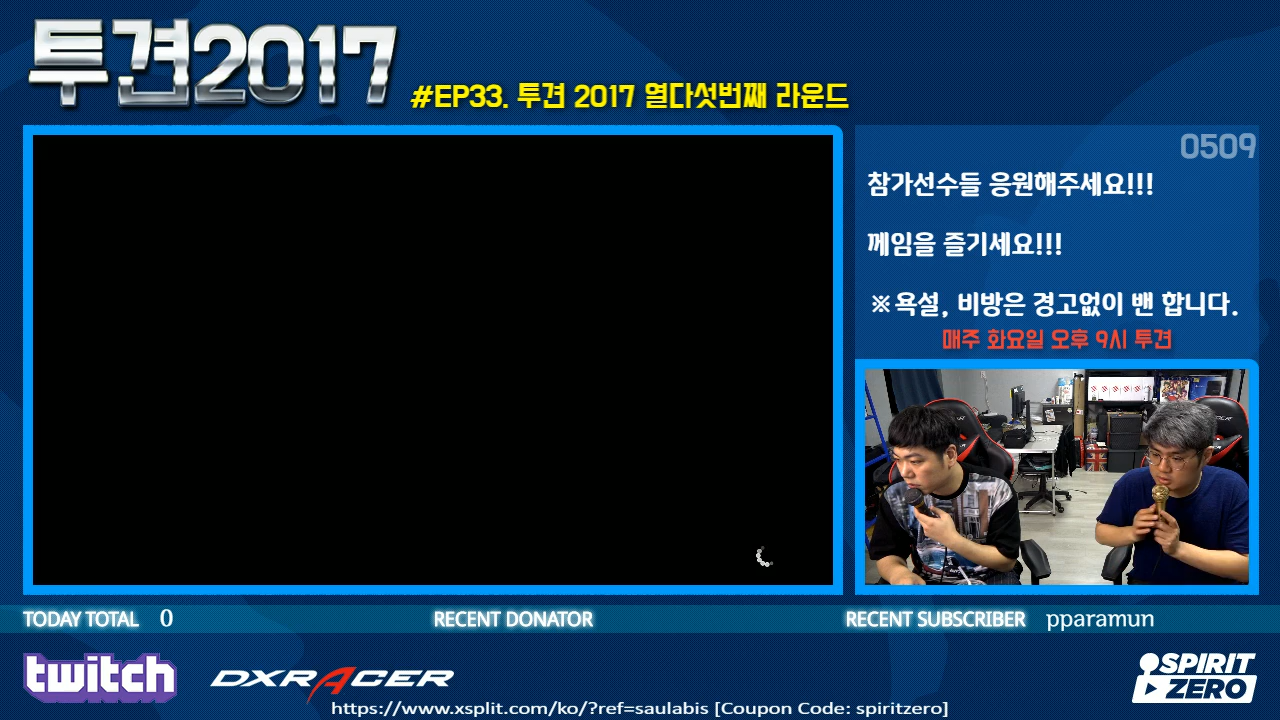 투견2017
#EP33. 투견 2017 열다섯번째 라운드
0509
참가선수들 응원해주세요!!!
께임을 즐기세요!!!
※욕설, 비방은 경고없이 밴 합니다.
매주 화요일 오후 9시 투견
TODAY TOTAL 0
RECENT DONATOR
RECENT SUBSCRIBER pparamun
twitch
DXRACER
SPIRIT
ZERO
https://www.xsplit.com/ko/?ref=saulabis [Coupon Code: spiritzero]